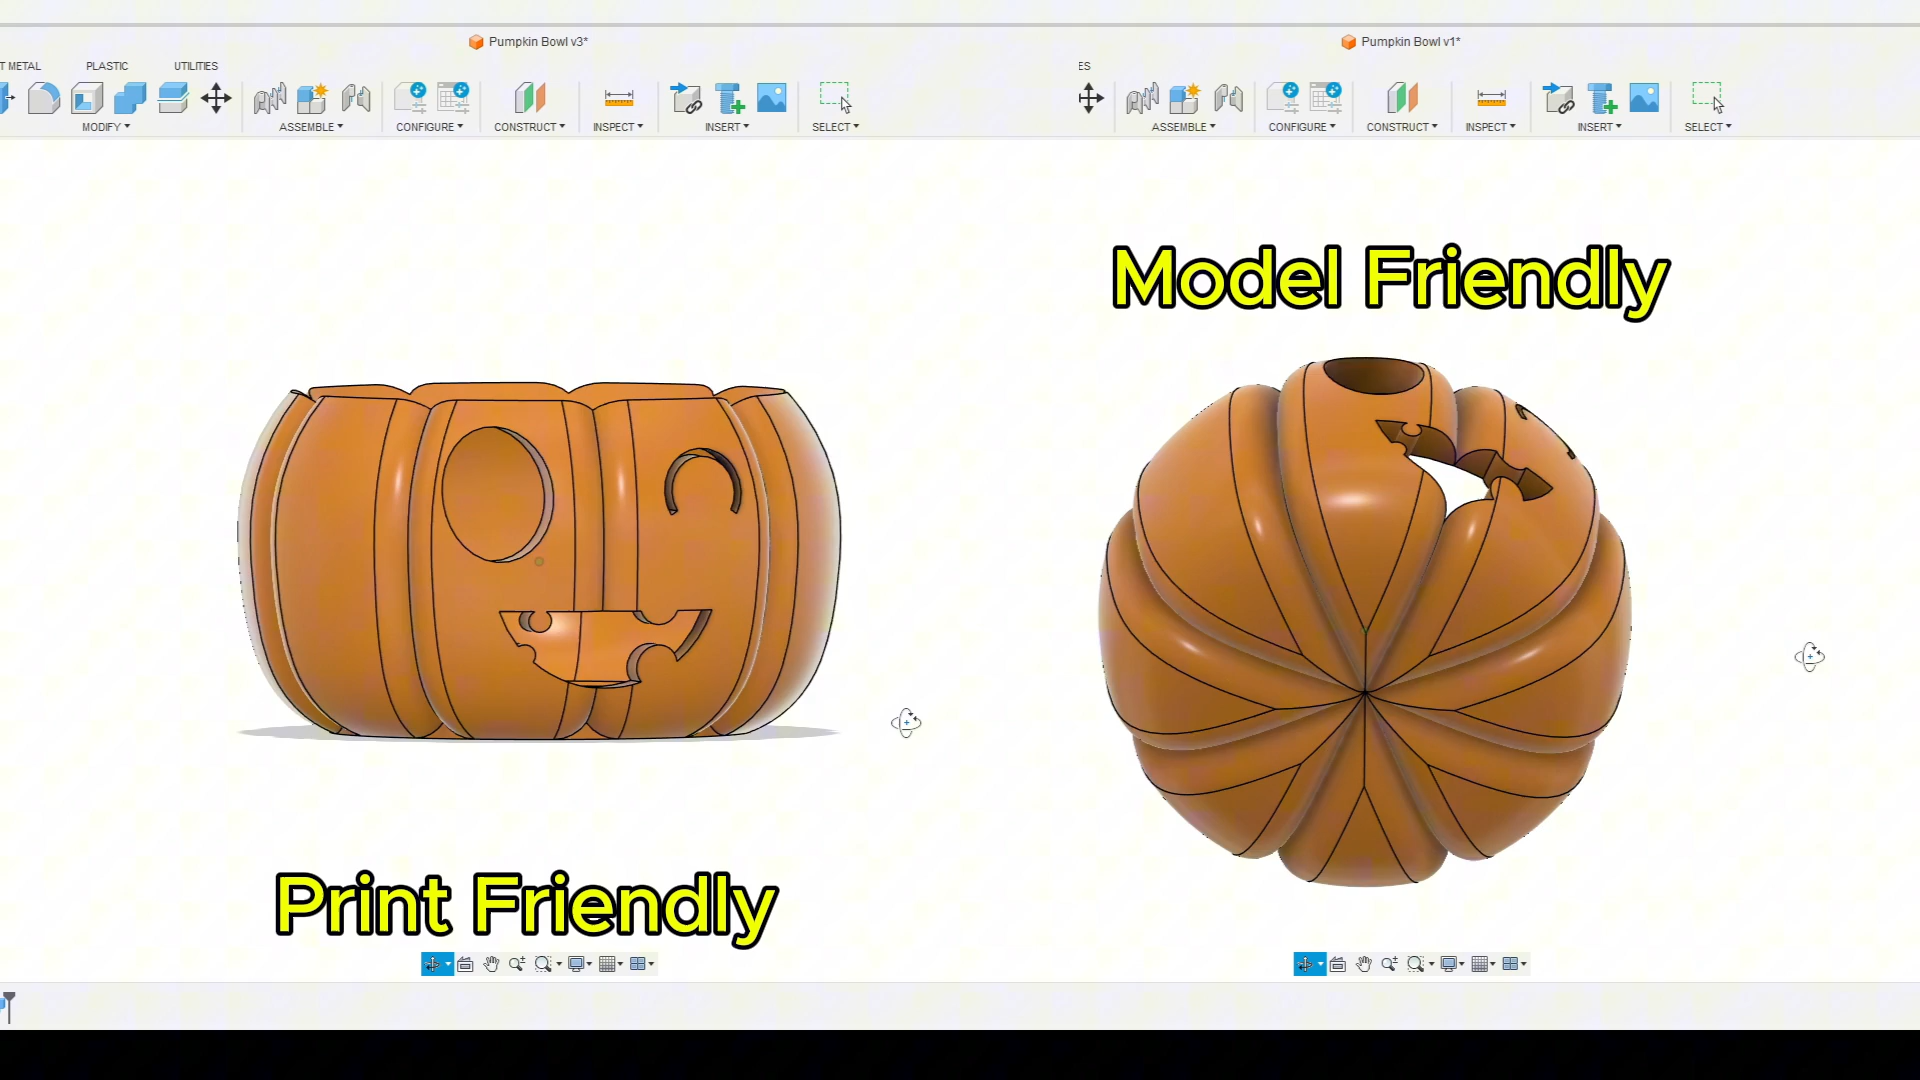 Pumpkin Bowl v3*
Pumpkin Bowl v1*
T METAL
PLASTIC
UTILITIES
ES
MODIFY
ASSEMBLE
CONFIGURE
CONSTRUCT
INSPECT
INSERT
SELECT
ASSEMBLE
CONFIGURE
CONSTRUCT
INSPECT
INSERT
SELECT
Model Friendly
Print Friendly